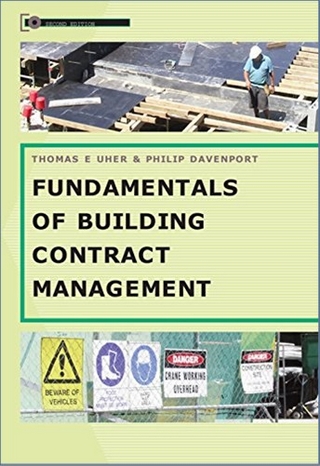 SECOND EDITION
THOMAS E UHER & PHILIP DAVENPORT
FUNDAMENTALS
OF BUILDING
CONTRACT
MANAGEMENT
BEWARE OF
VEHICLES
DANGER
CRANE WORKING
OVERHEAD
DANGER
CONSTRUCTION
SITE